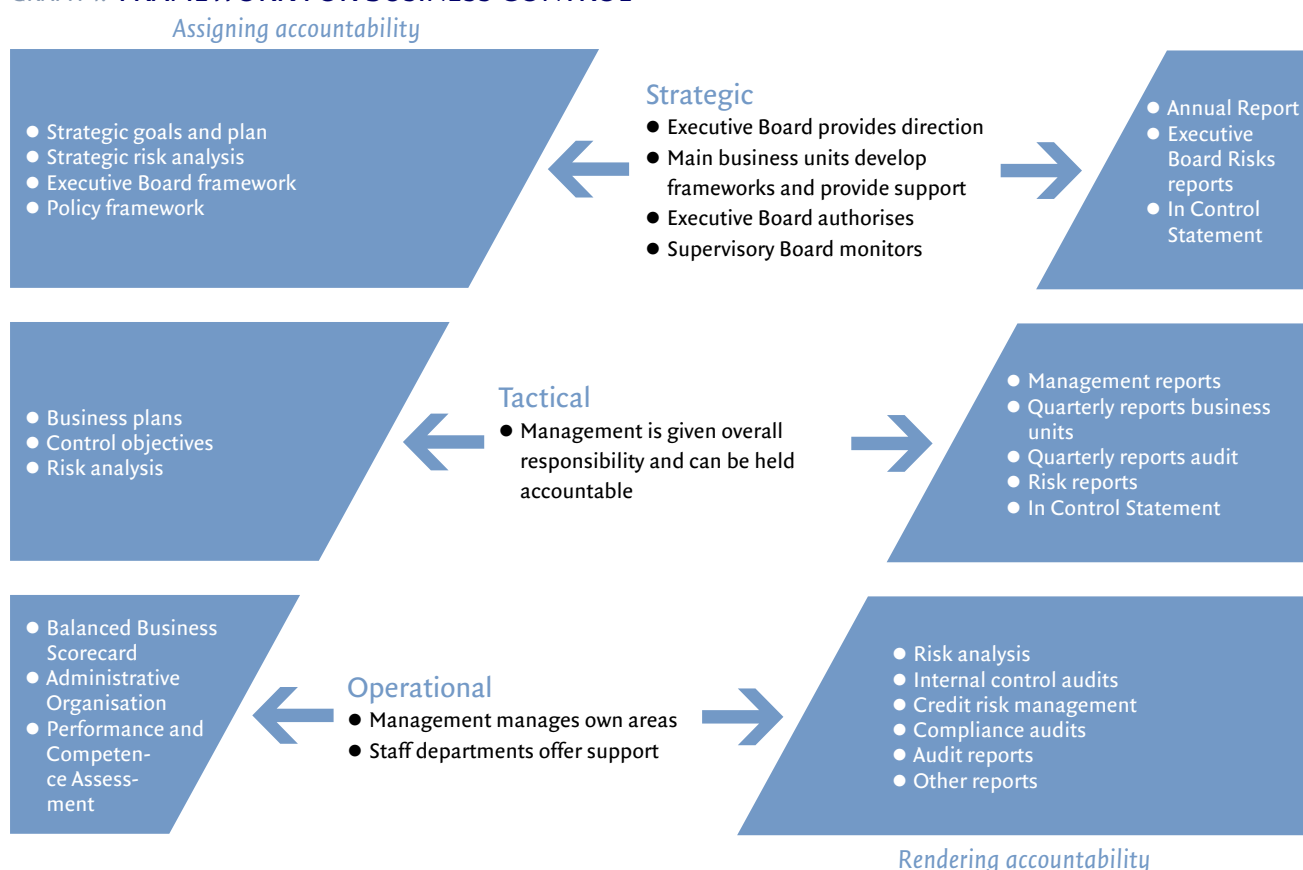 Assigning accountability
● Strategic goals and plan
● Strategic risk analysis
● Executive Board framework
● Policy framework
Strategic
● Executive Board provides direction
● Main business units develop
frameworks and provide support
● Executive Board authorises
● Supervisory Board monitors
● Annual Report
● Executive
Board Risks
reports
● In Control
Statement
● Business plans
● Control objectives
● Risk analysis
Tactical
● Management is given overall
responsibility and can be held
accountable
● Management reports
● Quarterly reports business
units
● Quarterly reports audit
● Risk reports
● In Control Statement
● Balanced Business
Scorecard
● Administrative
Organisation
● Performance and
Competen-
ce Assess-
ment
Operational
● Management manages own areas
● Staff departments offer support
● Risk analysis
● Internal control audits
● Credit risk management
● Compliance audits
● Audit reports
● Other reports
Rendering accountability